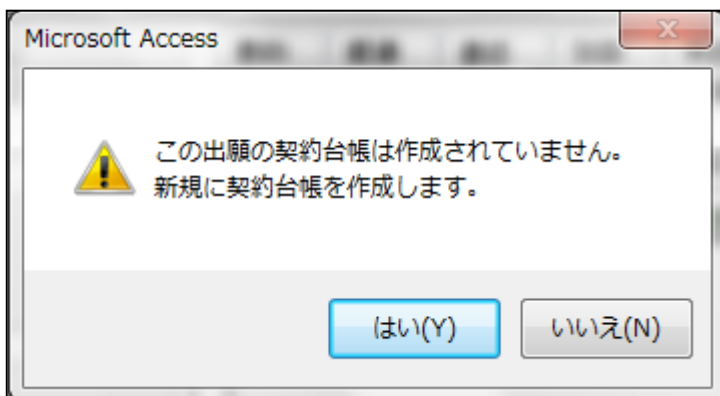 Microsoft Access
この出願の契約台帳は作成されていません。
新規に契約台帳を作成します。
はい(Y)
いいえ(N)